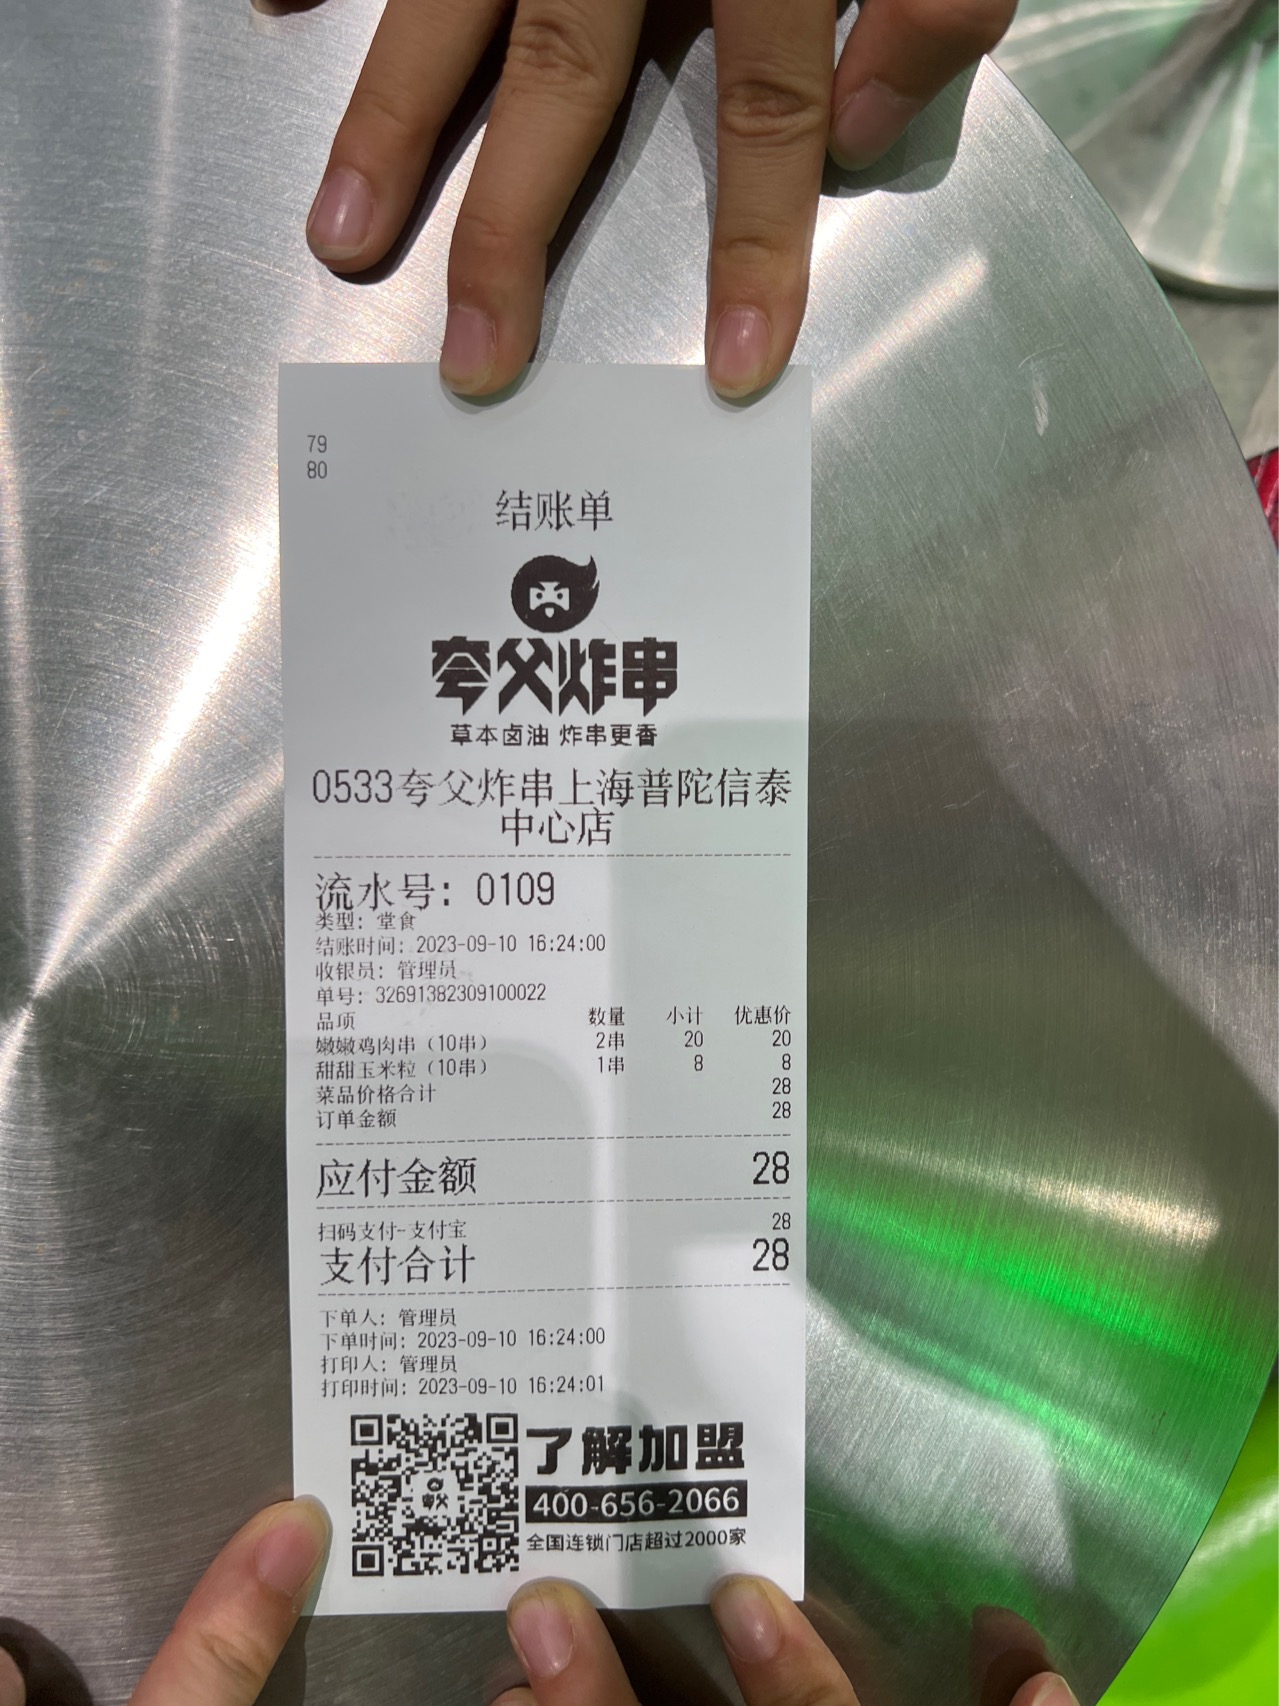 79
80
结账单
夸父炸串
草本卤油 炸串更香
0533夸父炸串上海普陀信泰
中心店
流水号: 0109
类型: 堂食
结账时间: 2023-09-10 16:24:00
收银员: 管理员
单号: 32691382309100022
品项 数量 小计 优惠价
嫩嫩鸡肉串（10串） 2串 20 20
甜甜玉米粒（10串） 1串 8 8
菜品价格合计 28
订单金额 28
应付金额 28
扫码支付-支付宝 28
支付合计 28
下单人: 管理员
下单时间: 2023-09-10 16:24:00
打印人: 管理员
打印时间: 2023-09-10 16:24:01
夸父
了解加盟
400-656-2066
全国连锁门店超过2000家